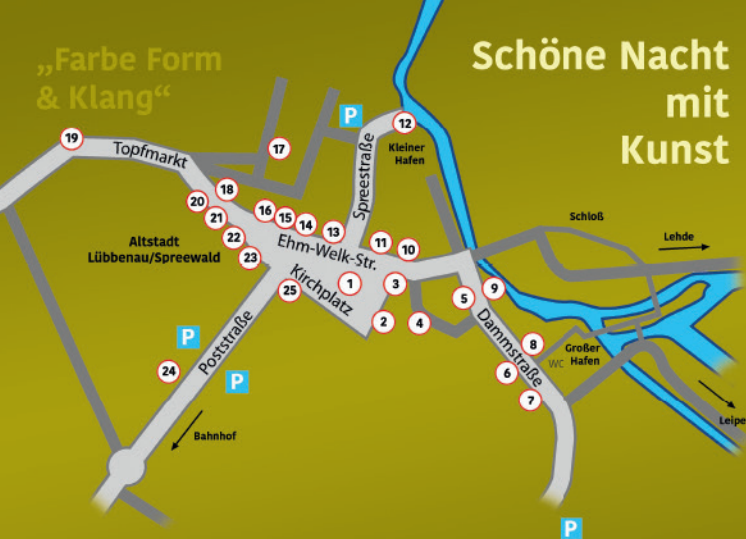 „Farbe Form
& Klang“
Schöne Nacht
mit
Kunst
P
12
Kleiner
Hafen
19
Topfmarkt
17
Spreestraße
18
20
21
16
15
14
13
11
10
22
23
Altstadt
Lübbenau/Spreewald
Ehm-Welk-Str.
Kirchplatz
25
1
3
2
4
5
9
Schloß
Lehde
Dammstraße
8
WC
Großer
Hafen
6
7
P
24
P
Poststraße
Bahnhof
Leipe
P